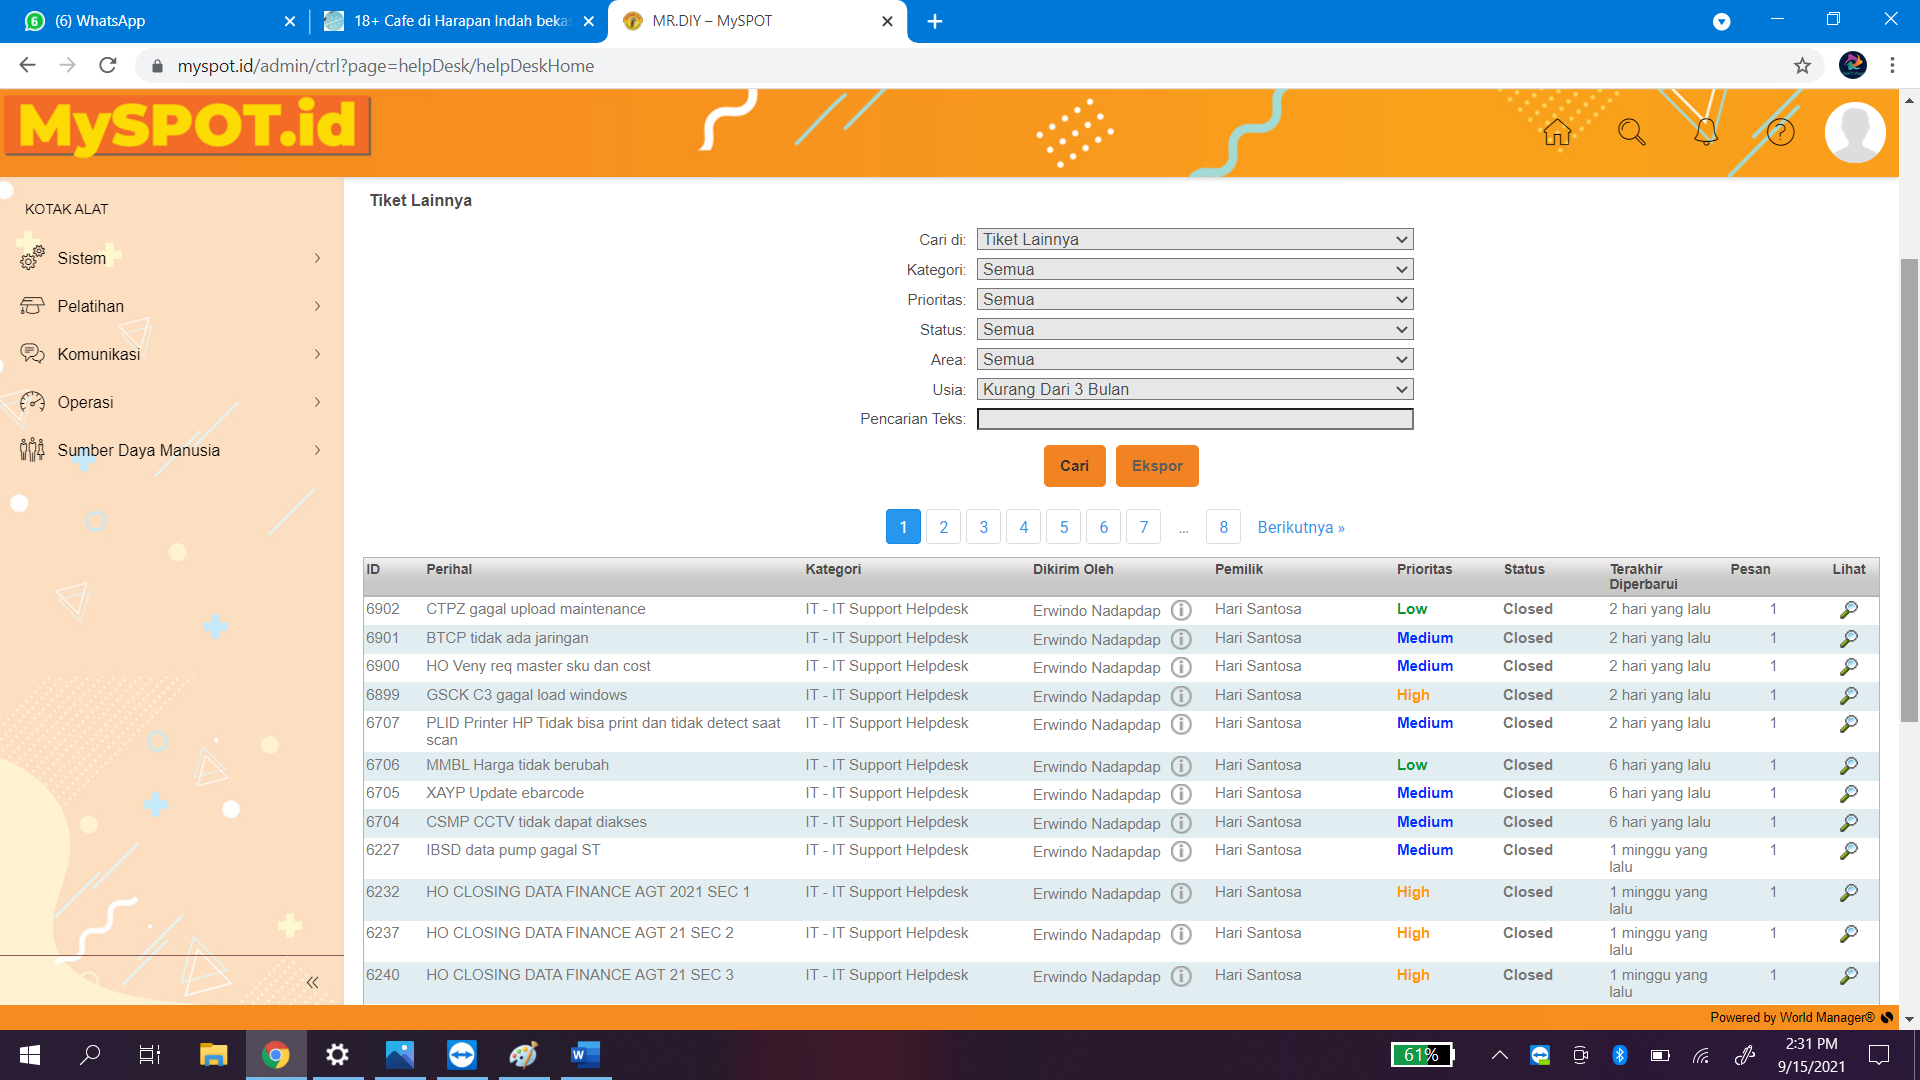 (6) WhatsApp
18+ Cafe di Harapan Indah beka
MR.DIY – MySPOT
myspot.id/admin/ctrl?page=helpDesk/helpDeskHome
MySPOT.id
KOTAK ALAT
Sistem
Pelatihan
Komunikasi
Operasi
Sumber Daya Manusia
Tiket Lainnya
Cari di: Tiket Lainnya
Kategori: Semua
Prioritas: Semua
Status: Semua
Area: Semua
Usia: Kurang Dari 3 Bulan
Pencarian Teks:
Cari Ekspor
1 2 3 4 5 6 7 ... 8 Berikutnya »
ID Perihal Kategori Dikirim Oleh Pemilik Prioritas Status Terakhir Diperbarui Pesan Lihat
6902 CTPZ gagal upload maintenance IT - IT Support Helpdesk Erwindo Nadapdap Hari Santosa Low Closed 2 hari yang lalu 1
6901 BTCP tidak ada jaringan IT - IT Support Helpdesk Erwindo Nadapdap Hari Santosa Medium Closed 2 hari yang lalu 1
6900 HO Veny req master sku dan cost IT - IT Support Helpdesk Erwindo Nadapdap Hari Santosa Medium Closed 2 hari yang lalu 1
6899 GSCK C3 gagal load windows IT - IT Support Helpdesk Erwindo Nadapdap Hari Santosa High Closed 2 hari yang lalu 1
6707 PLID Printer HP Tidak bisa print dan tidak detect saat scan IT - IT Support Helpdesk Erwindo Nadapdap Hari Santosa Medium Closed 2 hari yang lalu 1
6706 MMBL Harga tidak berubah IT - IT Support Helpdesk Erwindo Nadapdap Hari Santosa Low Closed 6 hari yang lalu 1
6705 XAYP Update ebarcode IT - IT Support Helpdesk Erwindo Nadapdap Hari Santosa Medium Closed 6 hari yang lalu 1
6704 CSMP CCTV tidak dapat diakses IT - IT Support Helpdesk Erwindo Nadapdap Hari Santosa Medium Closed 6 hari yang lalu 1
6227 IBSD data pump gagal ST IT - IT Support Helpdesk Erwindo Nadapdap Hari Santosa Medium Closed 1 minggu yang lalu 1
6232 HO CLOSING DATA FINANCE AGT 2021 SEC 1 IT - IT Support Helpdesk Erwindo Nadapdap Hari Santosa High Closed 1 minggu yang lalu 1
6237 HO CLOSING DATA FINANCE AGT 21 SEC 2 IT - IT Support Helpdesk Erwindo Nadapdap Hari Santosa High Closed 1 minggu yang lalu 1
6240 HO CLOSING DATA FINANCE AGT 21 SEC 3 IT - IT Support Helpdesk Erwindo Nadapdap Hari Santosa High Closed 1 minggu yang lalu 1
Powered by World Manager®
61%
2:31 PM
9/15/2021